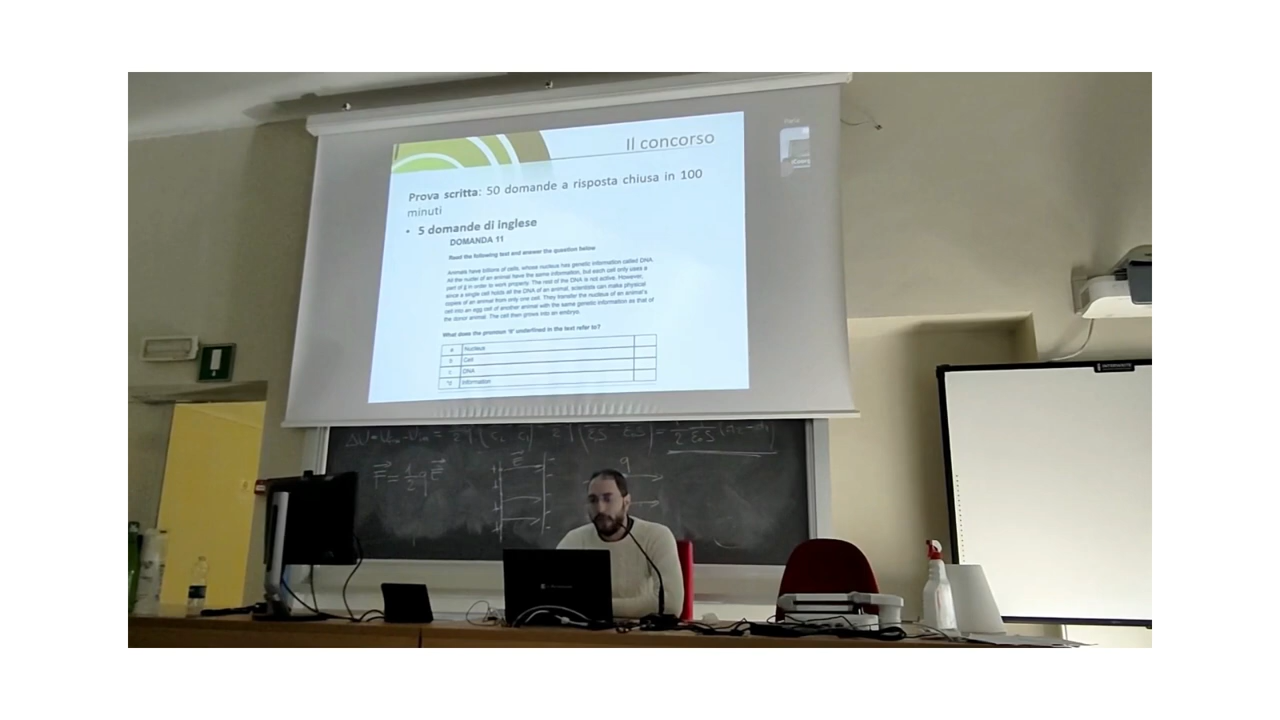 Il concorso
Prova scritta: 50 domande a risposta chiusa in 100
minuti
• 5 domande di inglese
DOMANDA 11
Read the following text and answer the question below
Animals have billions of cells, whose nucleus has genetic information called DNA.
All the nuclei of an animal have the same information, but each cell only uses a
part of it in order to work properly. The rest of the DNA is not active. However,
since a single cell holds all the DNA of an animal, scientists can make physical
copies of an animal from only one cell. They transfer the nucleus of an animal's
cell into an egg cell of another animal with the same genetic information as that of
the donor animal. The cell then grows into an embryo.
What does the pronoun 'it' underlined in the text refer to?
a Nucleus
b Cell
c DNA
*d Information
F = 1/2 q E
E
q